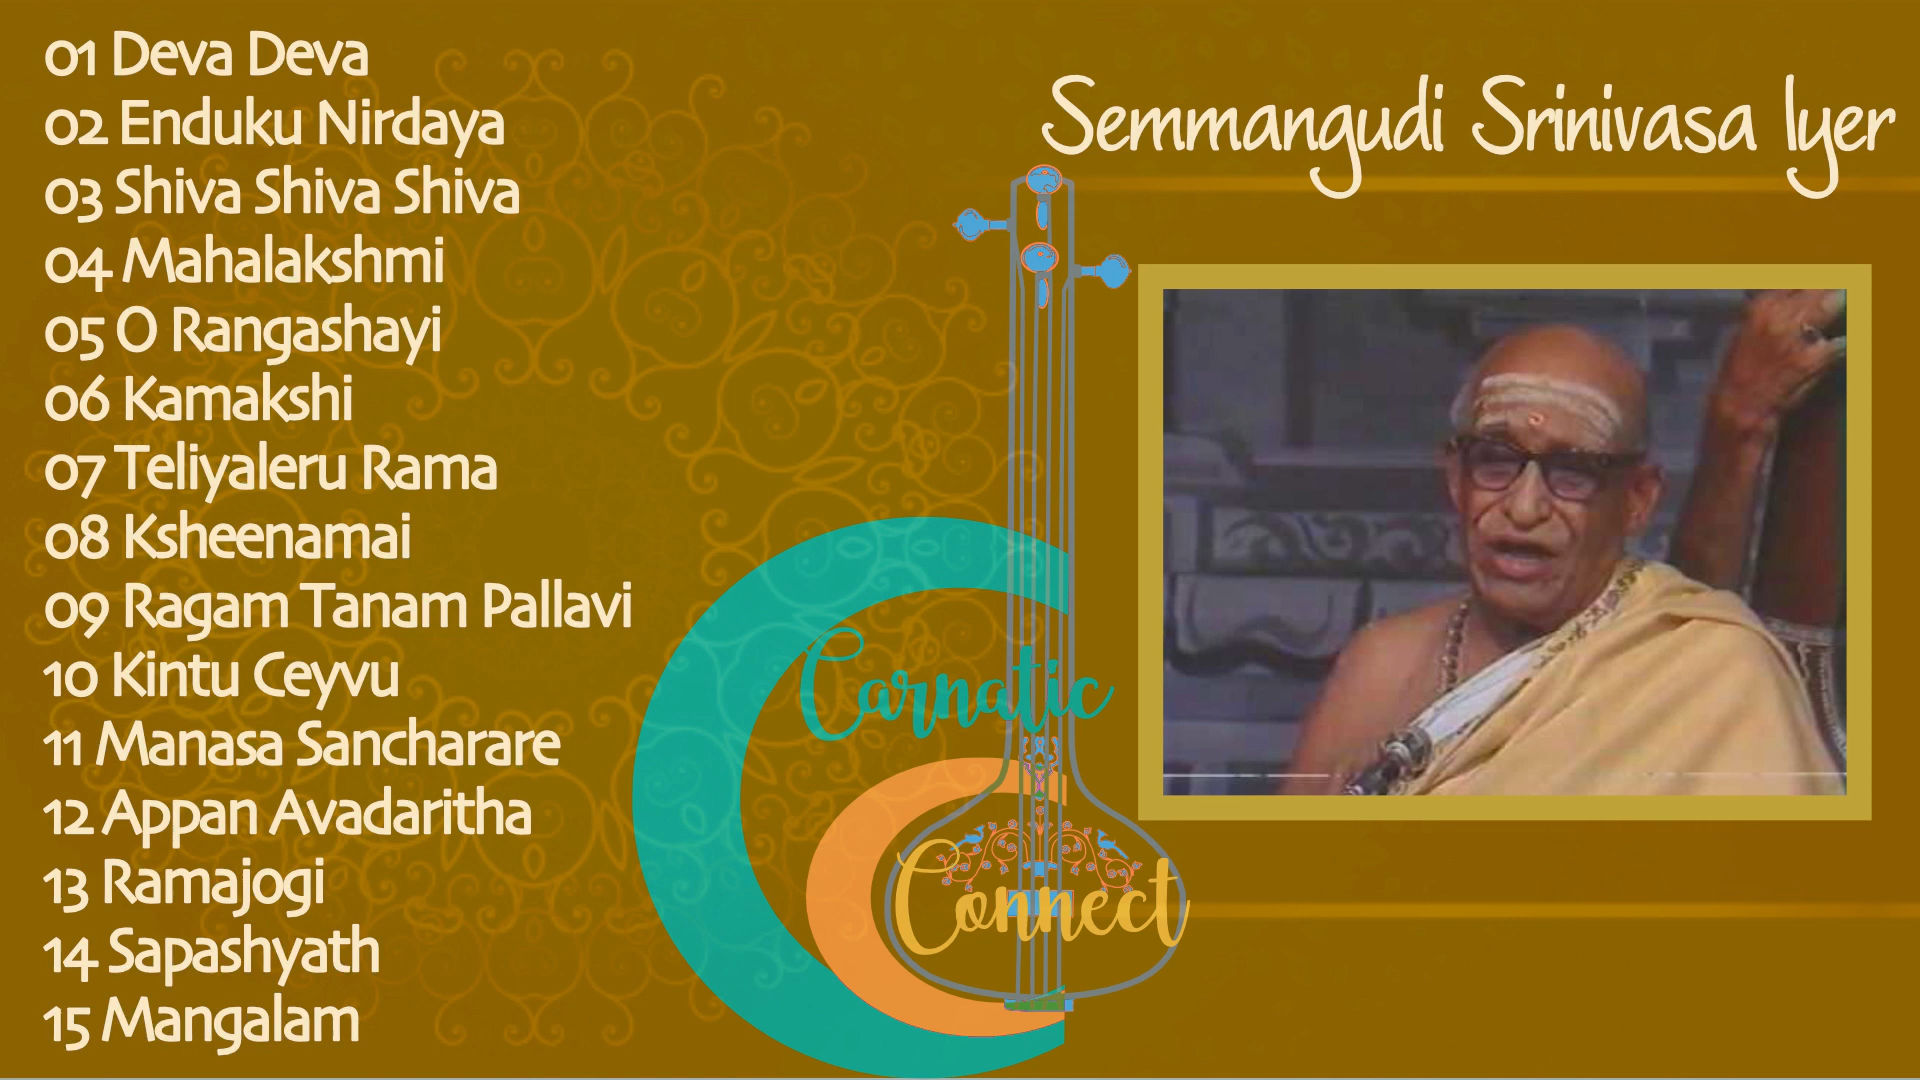 01 Deva Deva
02 Enduku Nirdaya
03 Shiva Shiva Shiva
04 Mahalakshmi
05 O Rangashayi
06 Kamakshi
07 Teliyaleru Rama
08 Ksheenamai
09 Ragam Tanam Pallavi
10 Kintu Ceyvu
11 Manasa Sancharare
12 Appan Avadaritha
13 Ramajogi
14 Sapashyath
15 Mangalam
Semmangudi Srinivasa Iyer
Carnatic
Connect